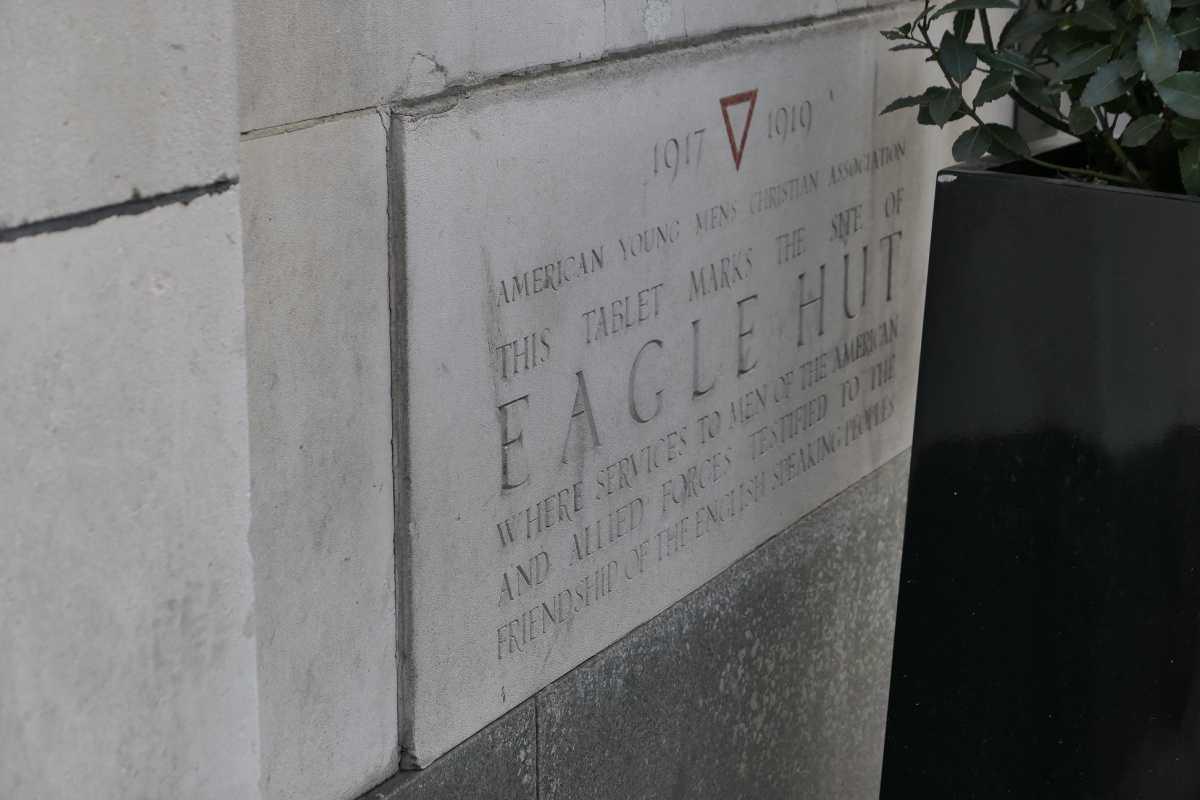 1917 1919
AMERICAN YOUNG MENS CHRISTIAN ASSOCIATION
THIS TABLET MARKS THE SITE OF
EAGLE HUT
WHERE SERVICES TO MEN OF THE AMERICAN
AND ALLIED FORCES TESTIFIED TO THE
FRIENDSHIP OF THE ENGLISH SPEAKING PEOPLES